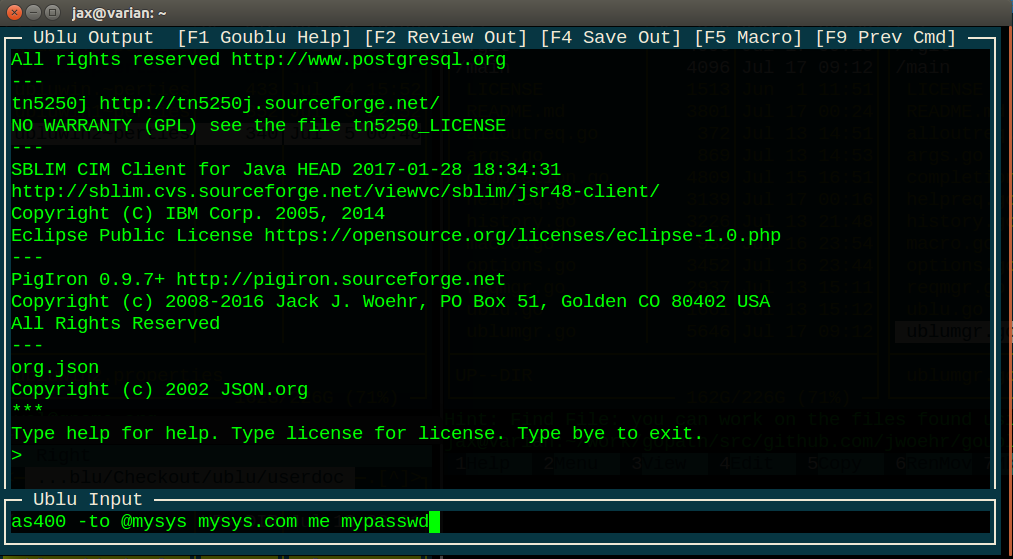 jax@varian: ~
Ublu Output [F1 Goublu Help] [F2 Review Out] [F4 Save Out] [F5 Macro] [F9 Prev Cmd]
All rights reserved http://www.postgresql.org
---
tn5250j http://tn5250j.sourceforge.net/
NO WARRANTY (GPL) see the file tn5250_LICENSE
---
SBLIM CIM Client for Java HEAD 2017-01-28 18:34:31
http://sblim.cvs.sourceforge.net/viewvc/sblim/jsr48-client/
Copyright (C) IBM Corp. 2005, 2014
Eclipse Public License https://opensource.org/licenses/eclipse-1.0.php
---
PigIron 0.9.7+ http://pigiron.sourceforge.net
Copyright (c) 2008-2016 Jack J. Woehr, PO Box 51, Golden CO 80402 USA
All Rights Reserved
---
org.json
Copyright (c) 2002 JSON.org
***
Type help for help. Type license for license. Type bye to exit.
>
...blu/Checkout/ublu/userdoc
Ublu Input
as400 -to @mysys mysys.com me mypasswd